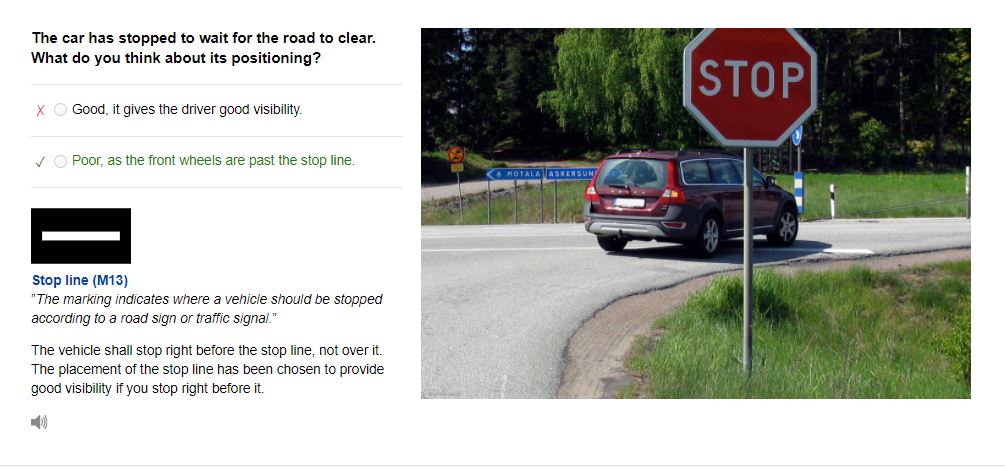 The car has stopped to wait for the road to clear.
What do you think about its positioning?
Good, it gives the driver good visibility.
Poor, as the front wheels are past the stop line.
Stop line (M13)
"The marking indicates where a vehicle should be stopped
according to a road sign or traffic signal."
The vehicle shall stop right before the stop line, not over it.
The placement of the stop line has been chosen to provide
good visibility if you stop right before it.
STOP
8 MOTALA
ASKERSUN